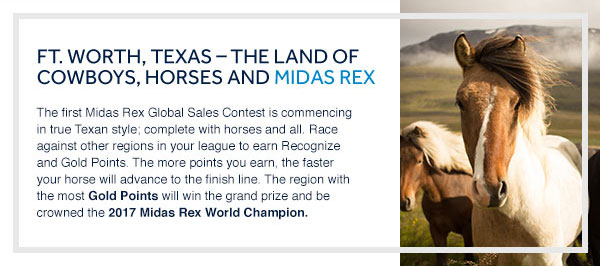 FT. WORTH, TEXAS – THE LAND OF
COWBOYS, HORSES AND MIDAS REX
The first Midas Rex Global Sales Contest is commencing
in true Texan style; complete with horses and all. Race
against other regions in your league to earn Recognize
and Gold Points. The more points you earn, the faster
your horse will advance to the finish line. The region with
the most Gold Points will win the grand prize and be
crowned the 2017 Midas Rex World Champion.